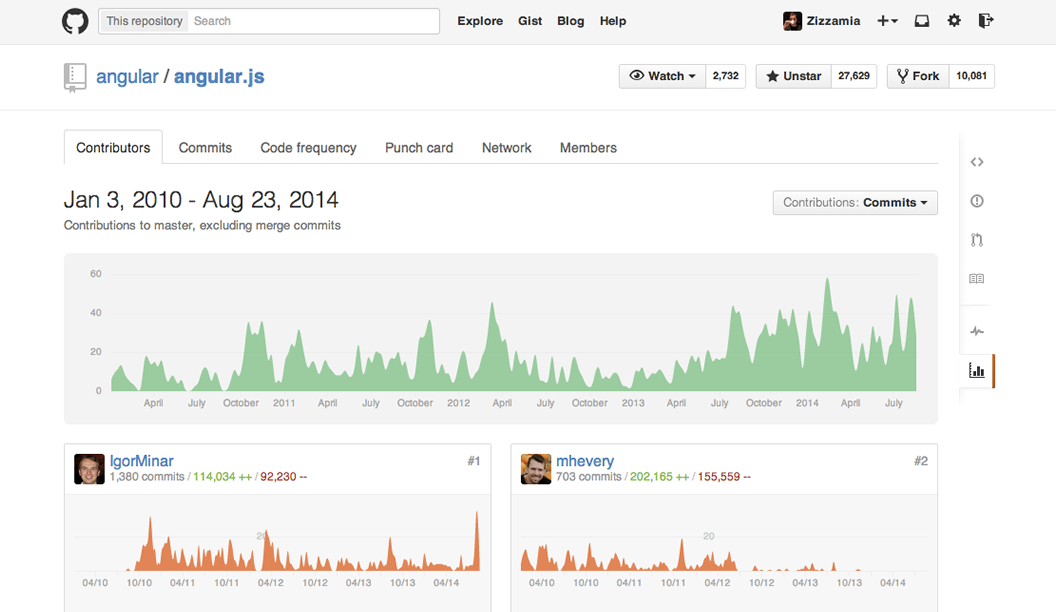 This repository Search Explore Gist Blog Help Zizzamia
angular / angular.js Watch 2,732 Unstar 27,629 Fork 10,081
Contributors Commits Code frequency Punch card Network Members
Jan 3, 2010 - Aug 23, 2014 Contributions: Commits
Contributions to master, excluding merge commits
60
40
20
0
April July October 2011 April July October 2012 April July October 2013 April July October 2014 April July
IgorMinar #1
1,380 commits / 114,034 ++ / 92,230 --
20
04/10 10/10 04/11 10/11 04/12 10/12 04/13 10/13 04/14
mhevery #2
703 commits / 202,165 ++ / 155,559 --
20
04/10 10/10 04/11 10/11 04/12 10/12 04/13 10/13 04/14